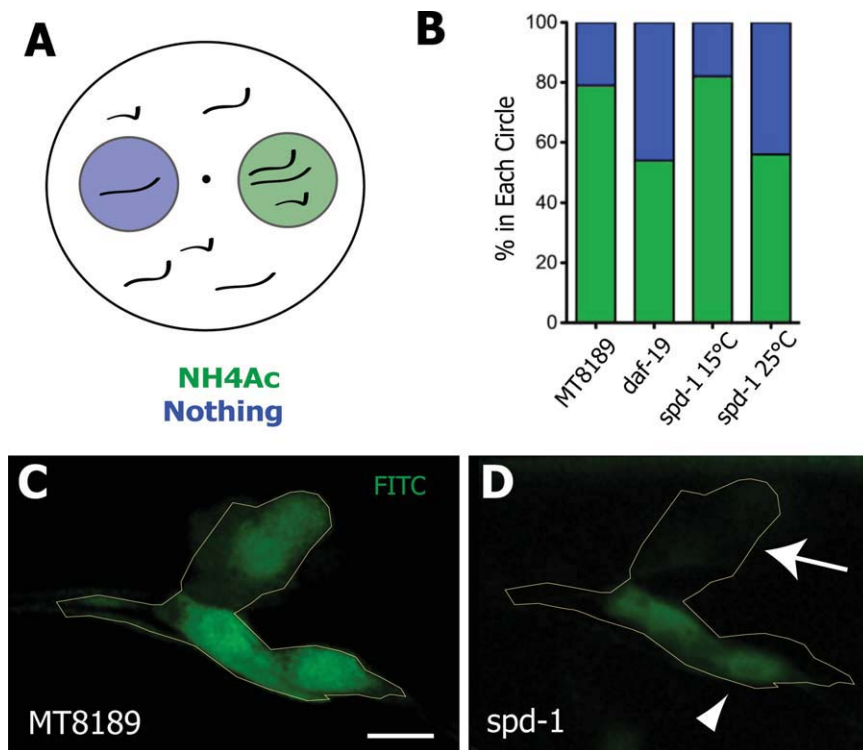 A
NH4Ac
Nothing
B
% in Each Circle
100
80
60
40
20
0
MT8189
daf-19
spd-1 15°C
spd-1 25°C
C
FITC
MT8189
D
spd-1